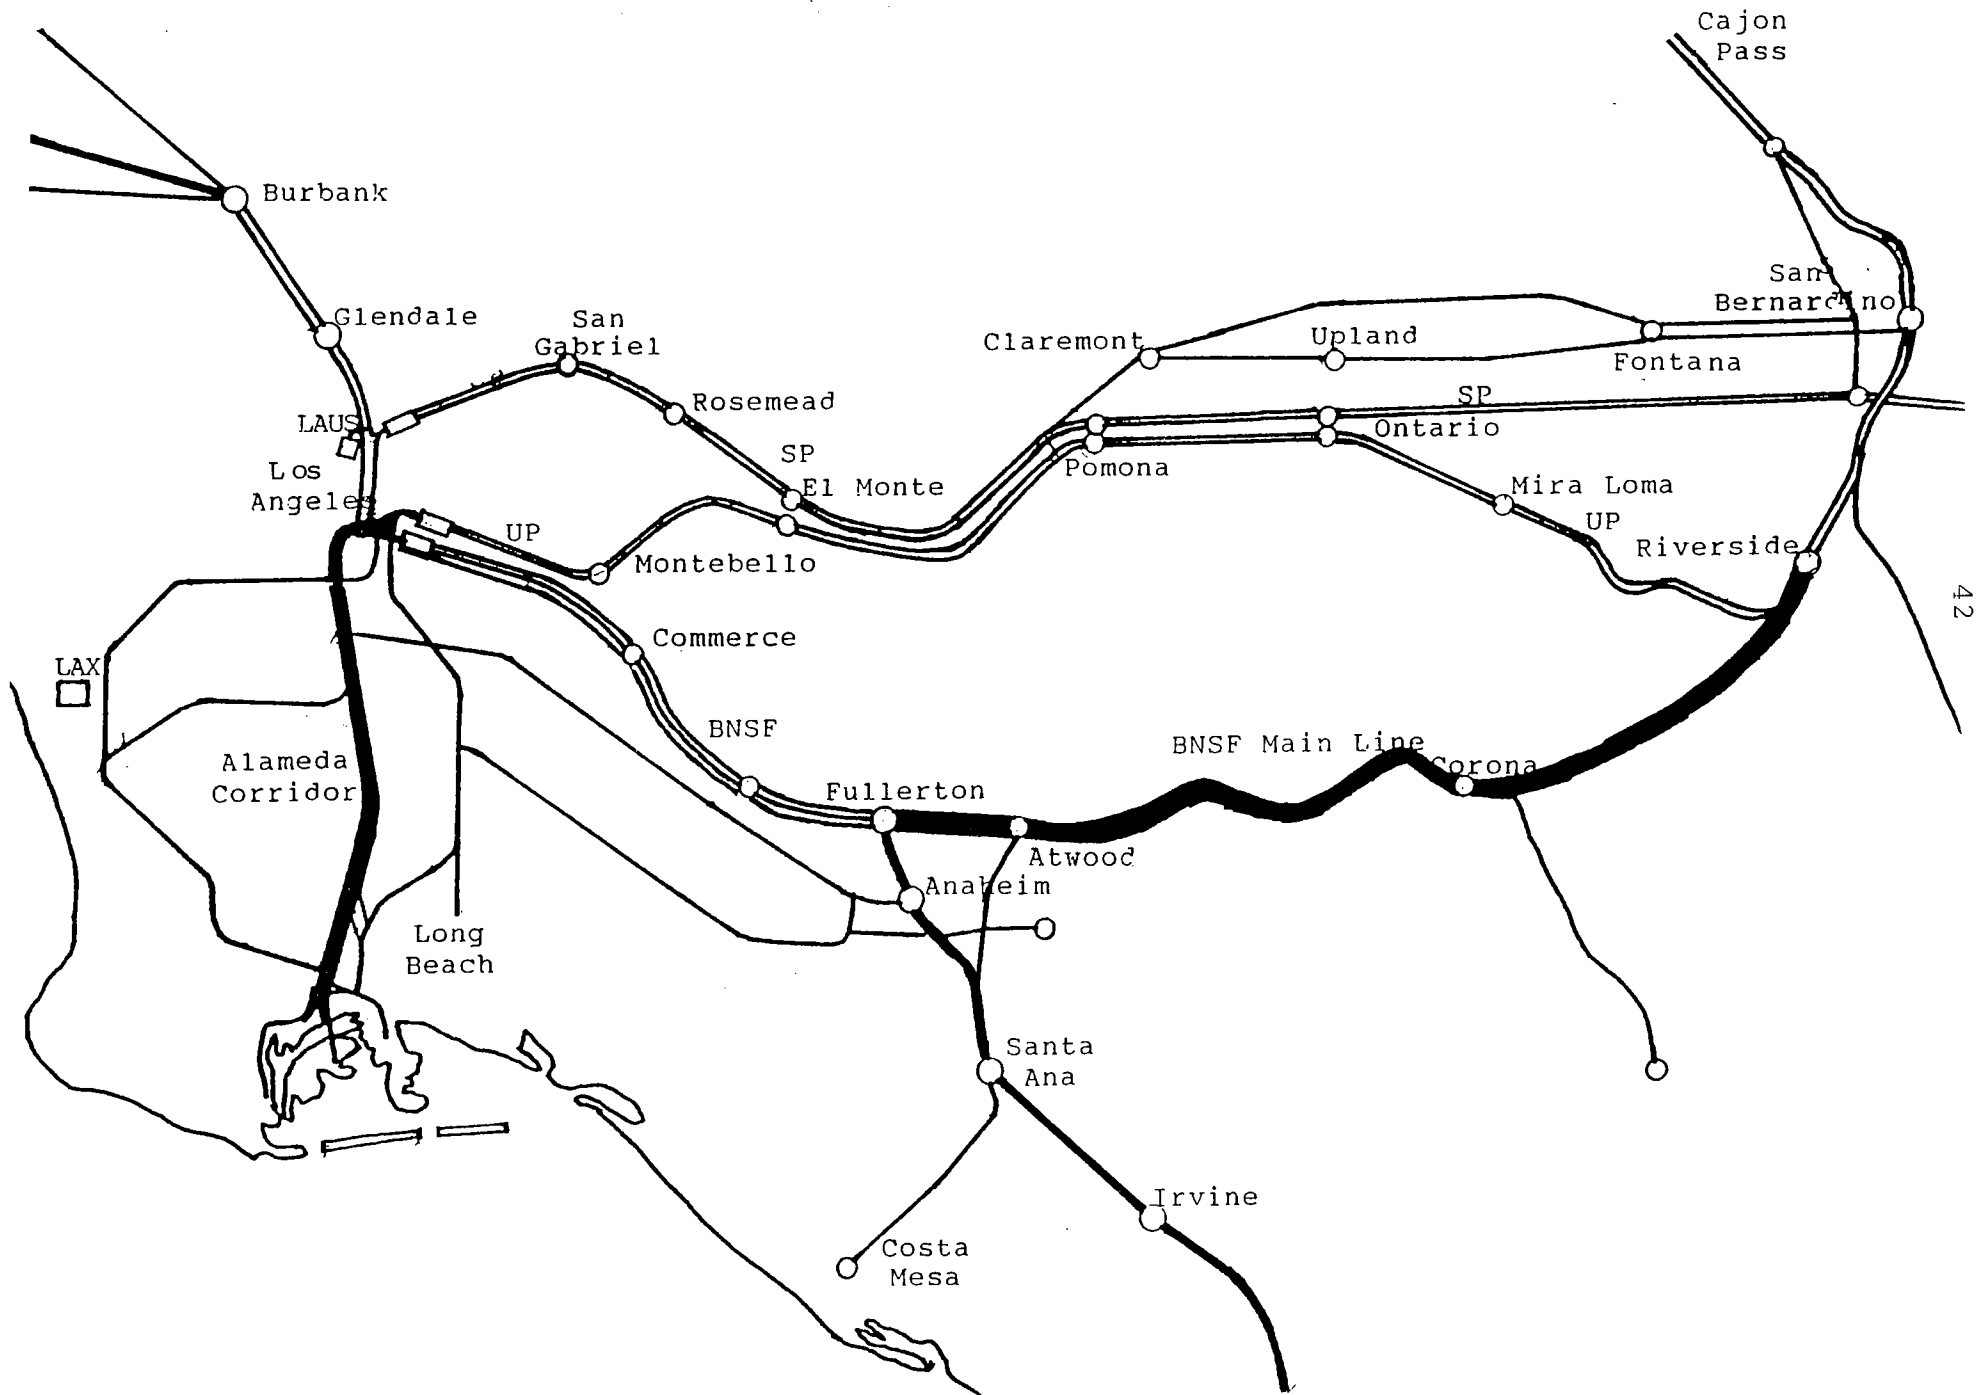 Cajon
Pass
Burbank
San
Bernardino
Glendale
San
Gabriel
Claremont
Upland
Fontana
Rosemead
SP
LAUS
Ontario
SP
Pomona
Los
Angeles
El Monte
Mira Loma
UP
UP
Riverside
Montebello
42
Commerce
LAX
BNSF
BNSF Main Line
Alameda
Corridor
Corona
Fullerton
Atwood
Anaheim
Long
Beach
Santa
Ana
Irvine
Costa
Mesa